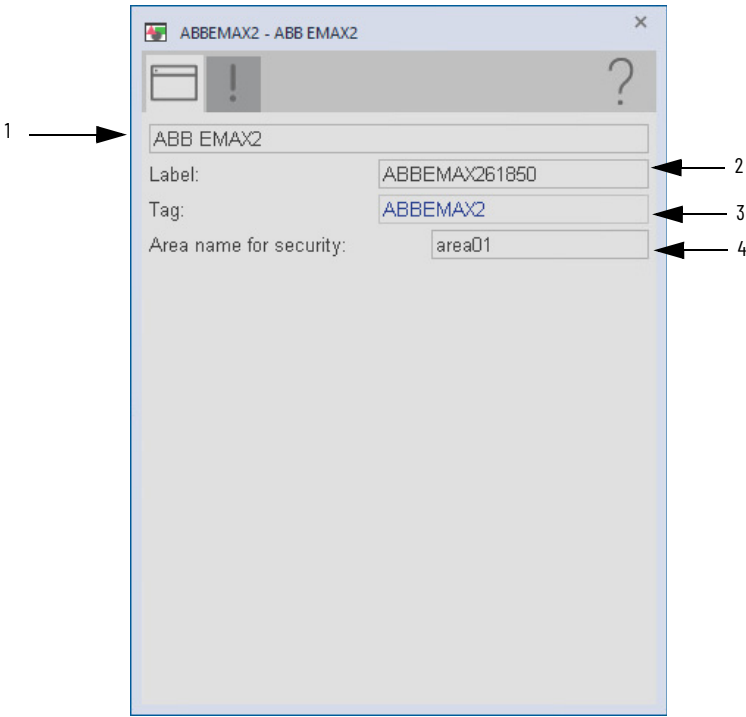 ABBEMAX2 - ABB EMAX2 ×
! ?
1 ABB EMAX2
Label: ABBEMAX261850 2
Tag: ABBEMAX2 3
Area name for security: area01 4